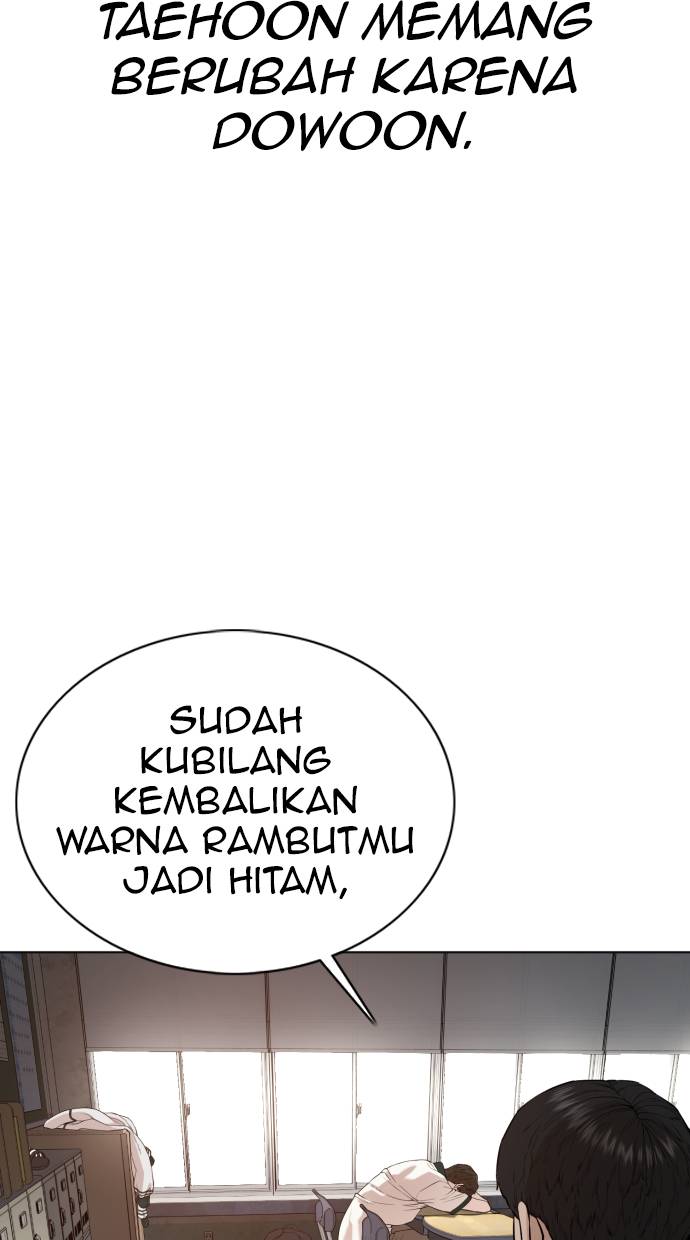 TAEHOON MEMANG
BERUBAH KARENA
DOWOON.
SUDAH
KUBILANG
KEMBALIKAN
WARNA RAMBUTMU
JADI HITAM,